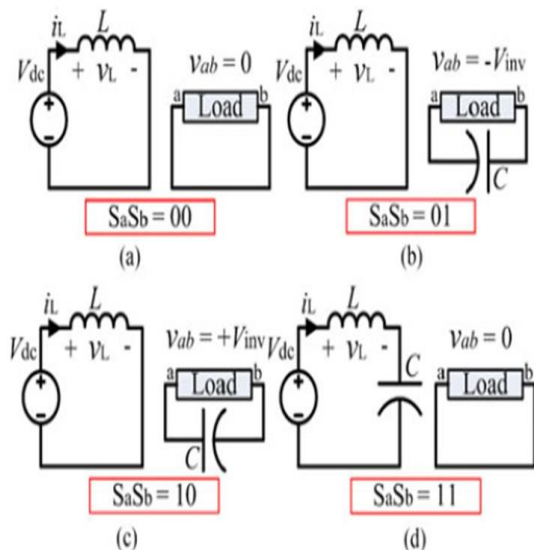 iL L
Vdc + vL -
vab = 0
a Load b
SaSb = 00
(a)
iL L
Vdc + vL -
vab = -Vinv
a Load b
C
SaSb = 01
(b)
iL L
Vdc + vL -
vab = +Vinv
a Load b
C
SaSb = 10
(c)
iL L
Vdc + vL -
C
vab = 0
a Load b
SaSb = 11
(d)